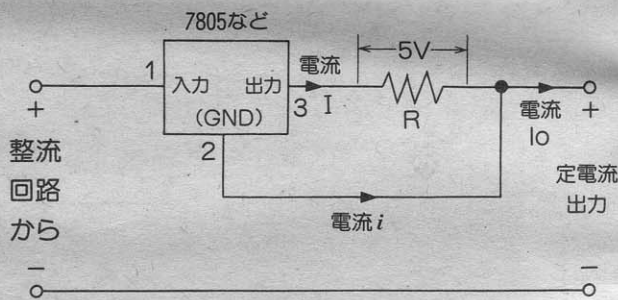 7805など
1
入力
出力
(GND)
2
3
電流
I
5V
R
電流
Io
電流i
+
整流
回路
から
−
+
定電流
出力
−